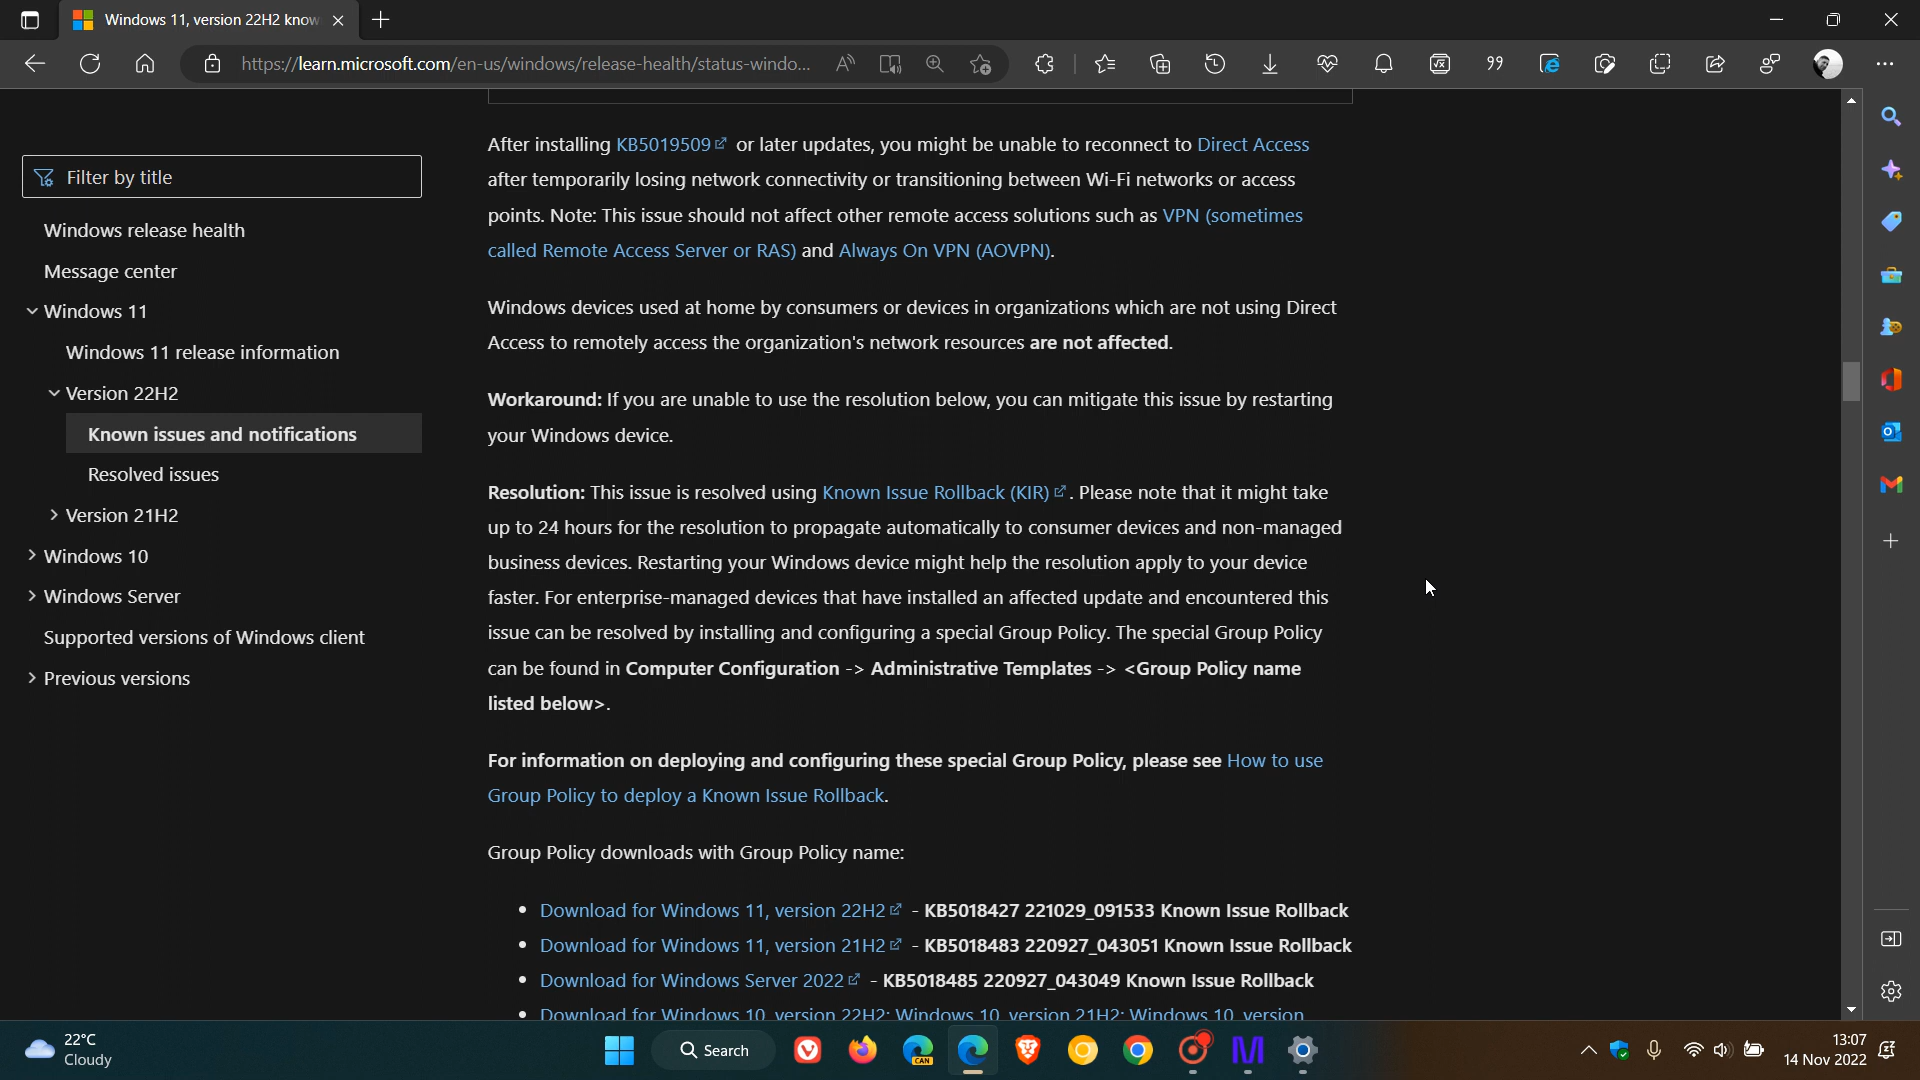 Windows 11, version 22H2 know
https://learn.microsoft.com/en-us/windows/release-health/status-windo...
Filter by title
Windows release health
Message center
Windows 11
Windows 11 release information
Version 22H2
Known issues and notifications
Resolved issues
Version 21H2
Windows 10
Windows Server
Supported versions of Windows client
Previous versions
After installing KB5019509 or later updates, you might be unable to reconnect to Direct Access
after temporarily losing network connectivity or transitioning between Wi-Fi networks or access
points. Note: This issue should not affect other remote access solutions such as VPN (sometimes
called Remote Access Server or RAS) and Always On VPN (AOVPN).
Windows devices used at home by consumers or devices in organizations which are not using Direct
Access to remotely access the organization's network resources are not affected.
Workaround: If you are unable to use the resolution below, you can mitigate this issue by restarting
your Windows device.
Resolution: This issue is resolved using Known Issue Rollback (KIR). Please note that it might take
up to 24 hours for the resolution to propagate automatically to consumer devices and non-managed
business devices. Restarting your Windows device might help the resolution apply to your device
faster. For enterprise-managed devices that have installed an affected update and encountered this
issue can be resolved by installing and configuring a special Group Policy. The special Group Policy
can be found in Computer Configuration -> Administrative Templates -> <Group Policy name
listed below>.
For information on deploying and configuring these special Group Policy, please see How to use
Group Policy to deploy a Known Issue Rollback.
Group Policy downloads with Group Policy name:
• Download for Windows 11, version 22H2 - KB5018427 221029_091533 Known Issue Rollback
• Download for Windows 11, version 21H2 - KB5018483 220927_043051 Known Issue Rollback
• Download for Windows Server 2022 - KB5018485 220927_043049 Known Issue Rollback
• Download for Windows 10, version 22H2; Windows 10, version 21H2; Windows 10, version
22°C
Cloudy
Search
CAN
13:07
14 Nov 2022